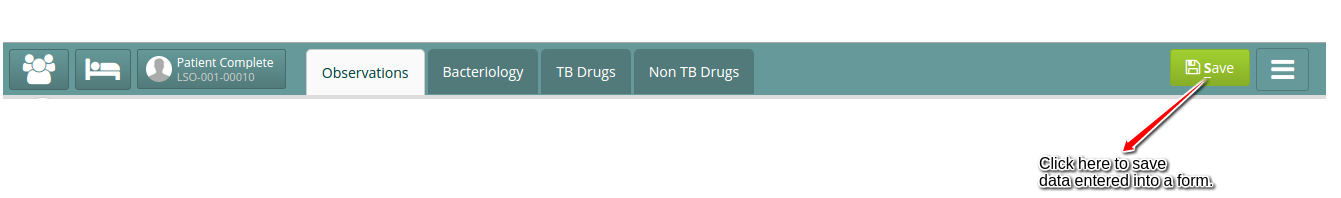 Patient Complete
LSO-001-00010
Observations
Bacteriology
TB Drugs
Non TB Drugs
Save
Click here to save
data entered into a form.